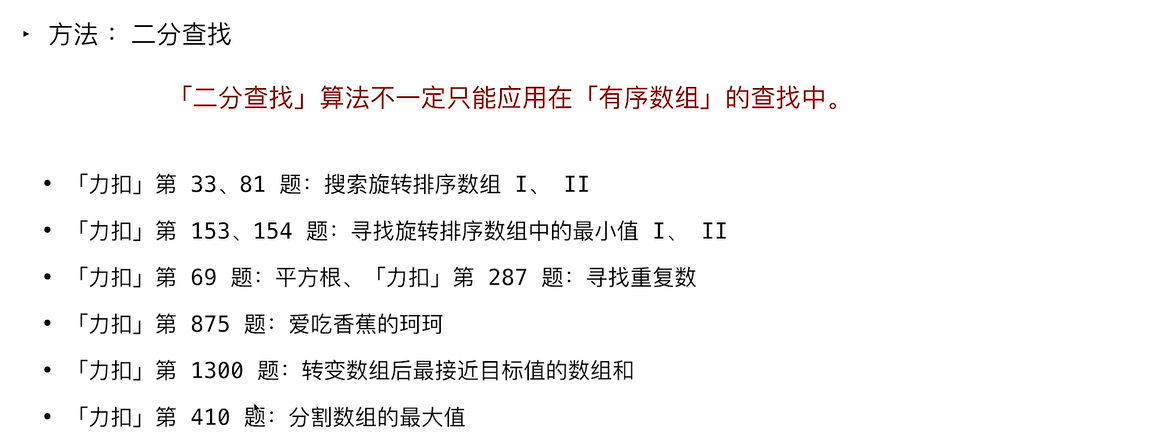 ‣ 方法：二分查找
「二分查找」算法不一定只能应用在「有序数组」的查找中。
• 「力扣」第 33、81 题：搜索旋转排序数组 I、 II
• 「力扣」第 153、154 题：寻找旋转排序数组中的最小值 I、 II
• 「力扣」第 69 题：平方根、「力扣」第 287 题：寻找重复数
• 「力扣」第 875 题：爱吃香蕉的珂珂
• 「力扣」第 1300 题：转变数组后最接近目标值的数组和
• 「力扣」第 410 题：分割数组的最大值